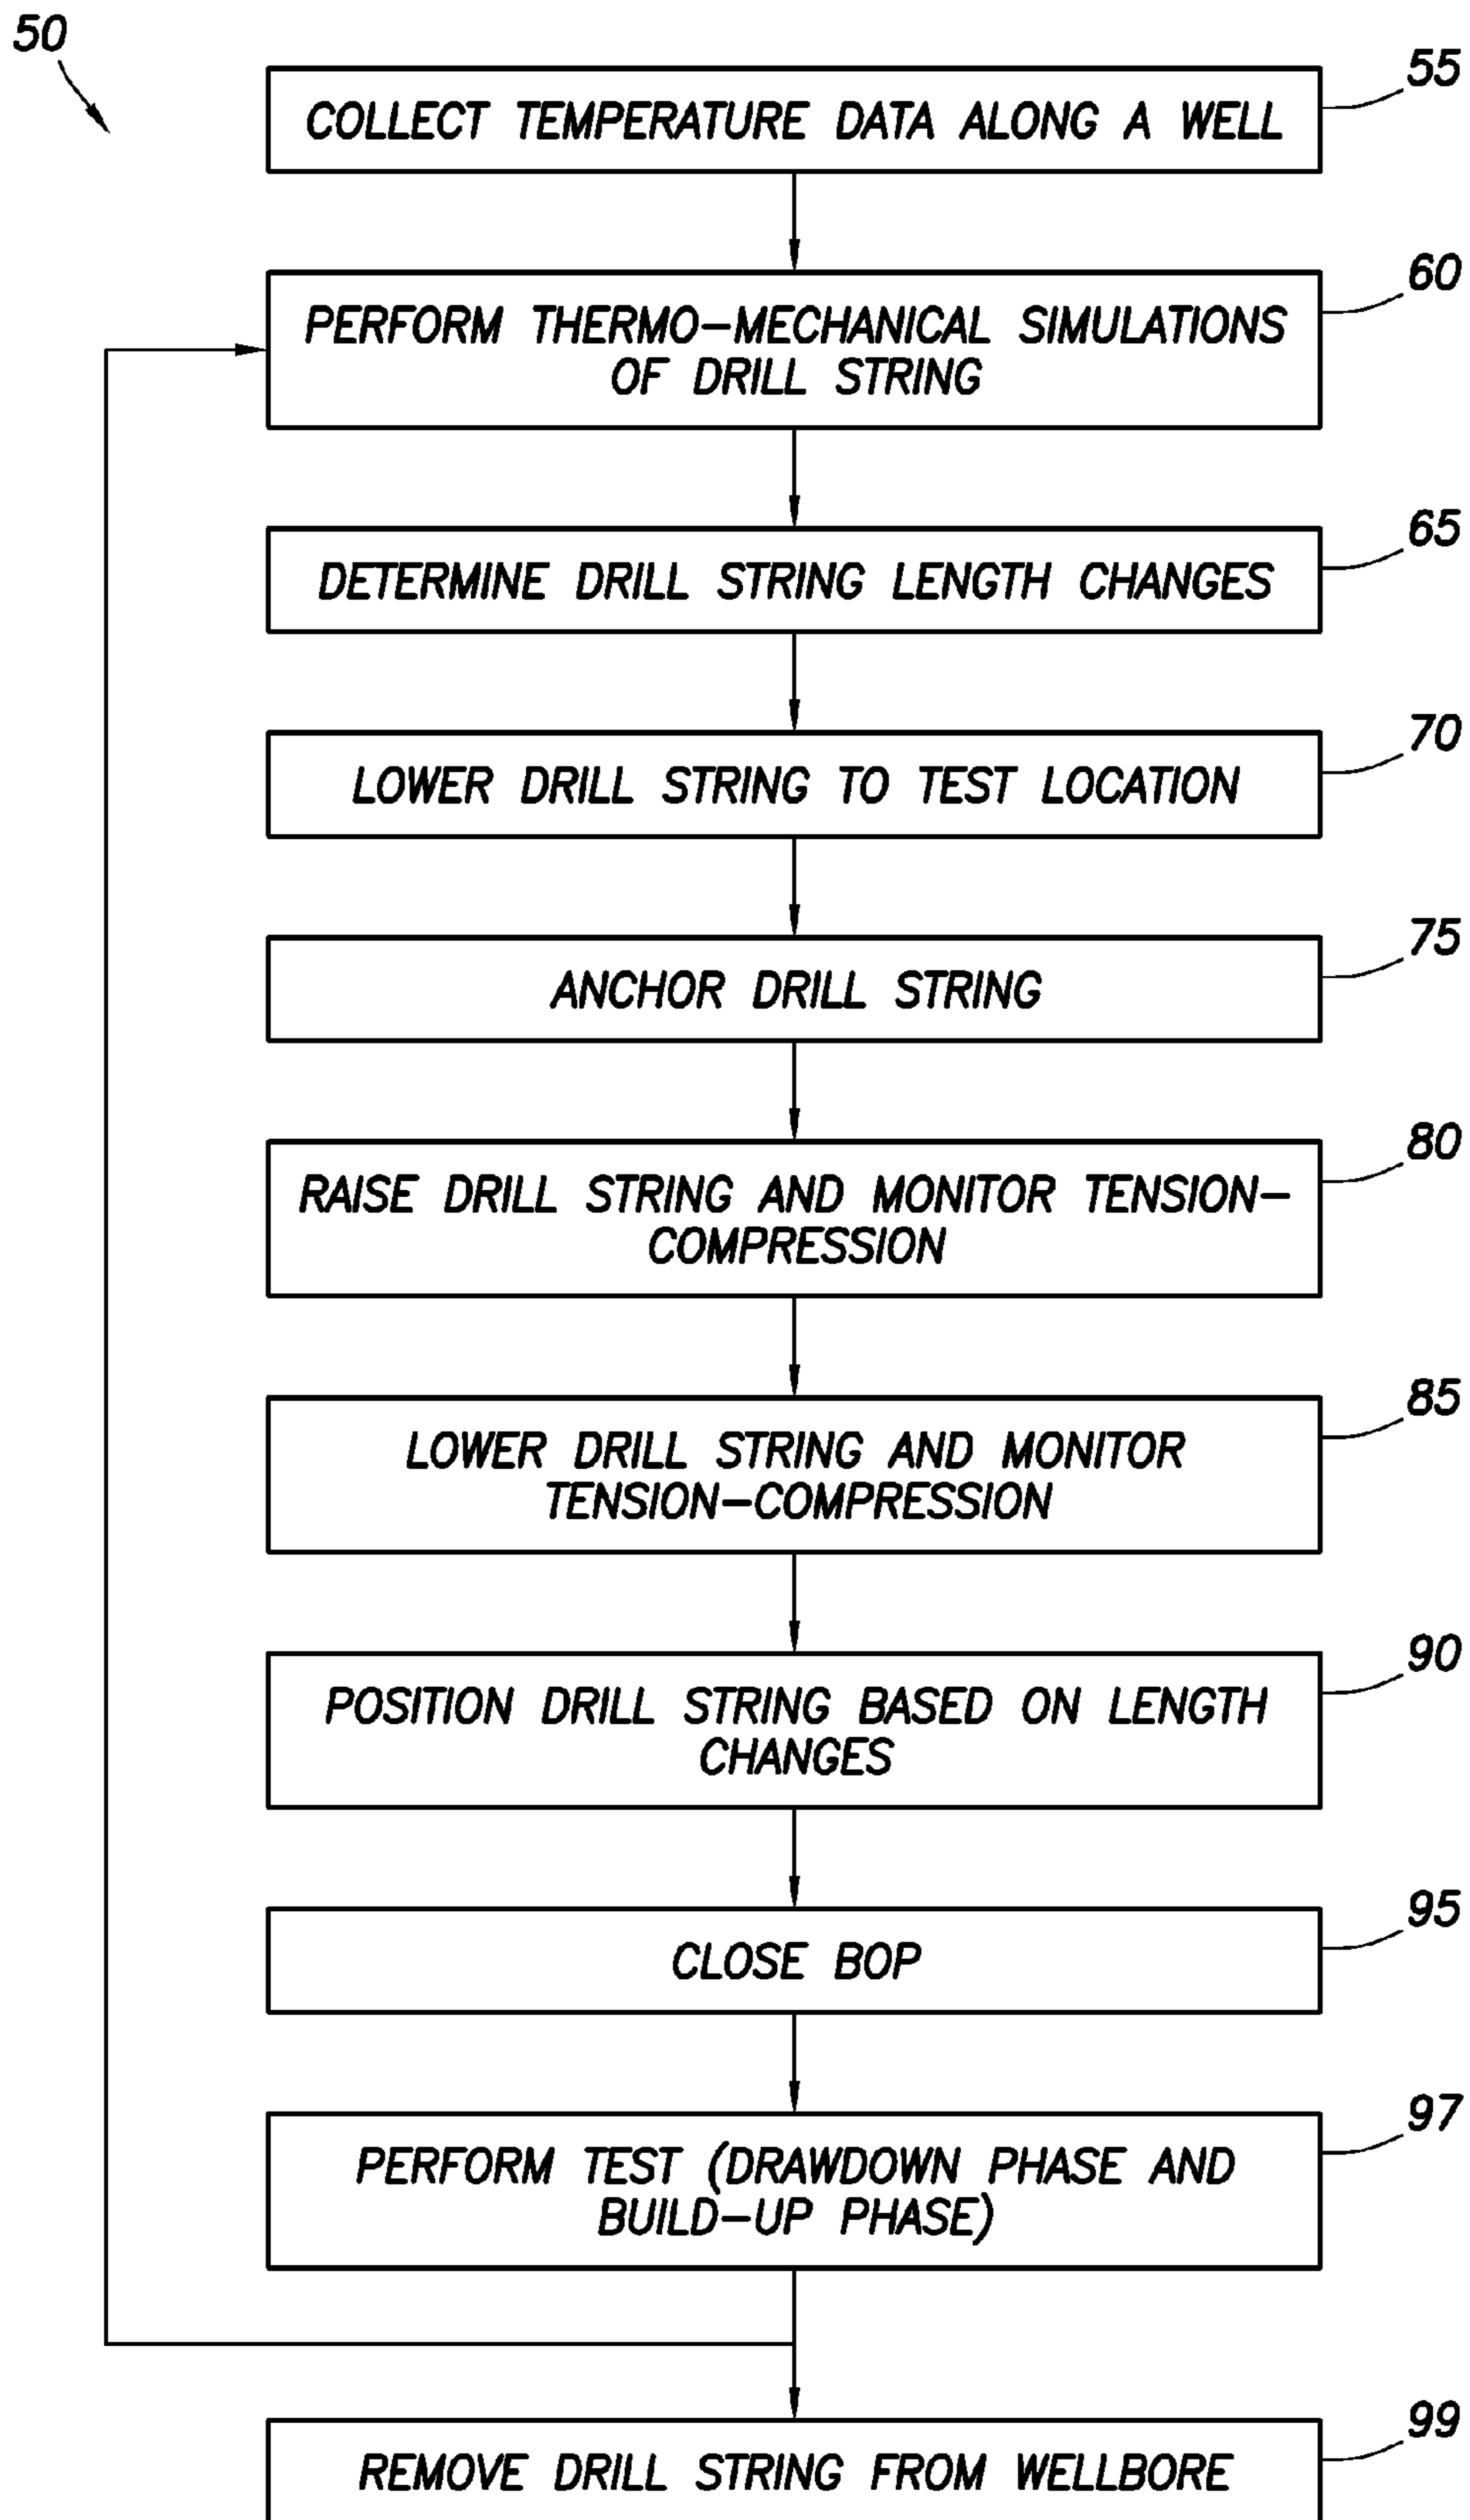 50
55
COLLECT TEMPERATURE DATA ALONG A WELL
60
PERFORM THERMO-MECHANICAL SIMULATIONS
OF DRILL STRING
65
DETERMINE DRILL STRING LENGTH CHANGES
70
LOWER DRILL STRING TO TEST LOCATION
75
ANCHOR DRILL STRING
80
RAISE DRILL STRING AND MONITOR TENSION-
COMPRESSION
85
LOWER DRILL STRING AND MONITOR
TENSION-COMPRESSION
90
POSITION DRILL STRING BASED ON LENGTH
CHANGES
95
CLOSE BOP
97
PERFORM TEST (DRAWDOWN PHASE AND
BUILD-UP PHASE)
99
REMOVE DRILL STRING FROM WELLBORE